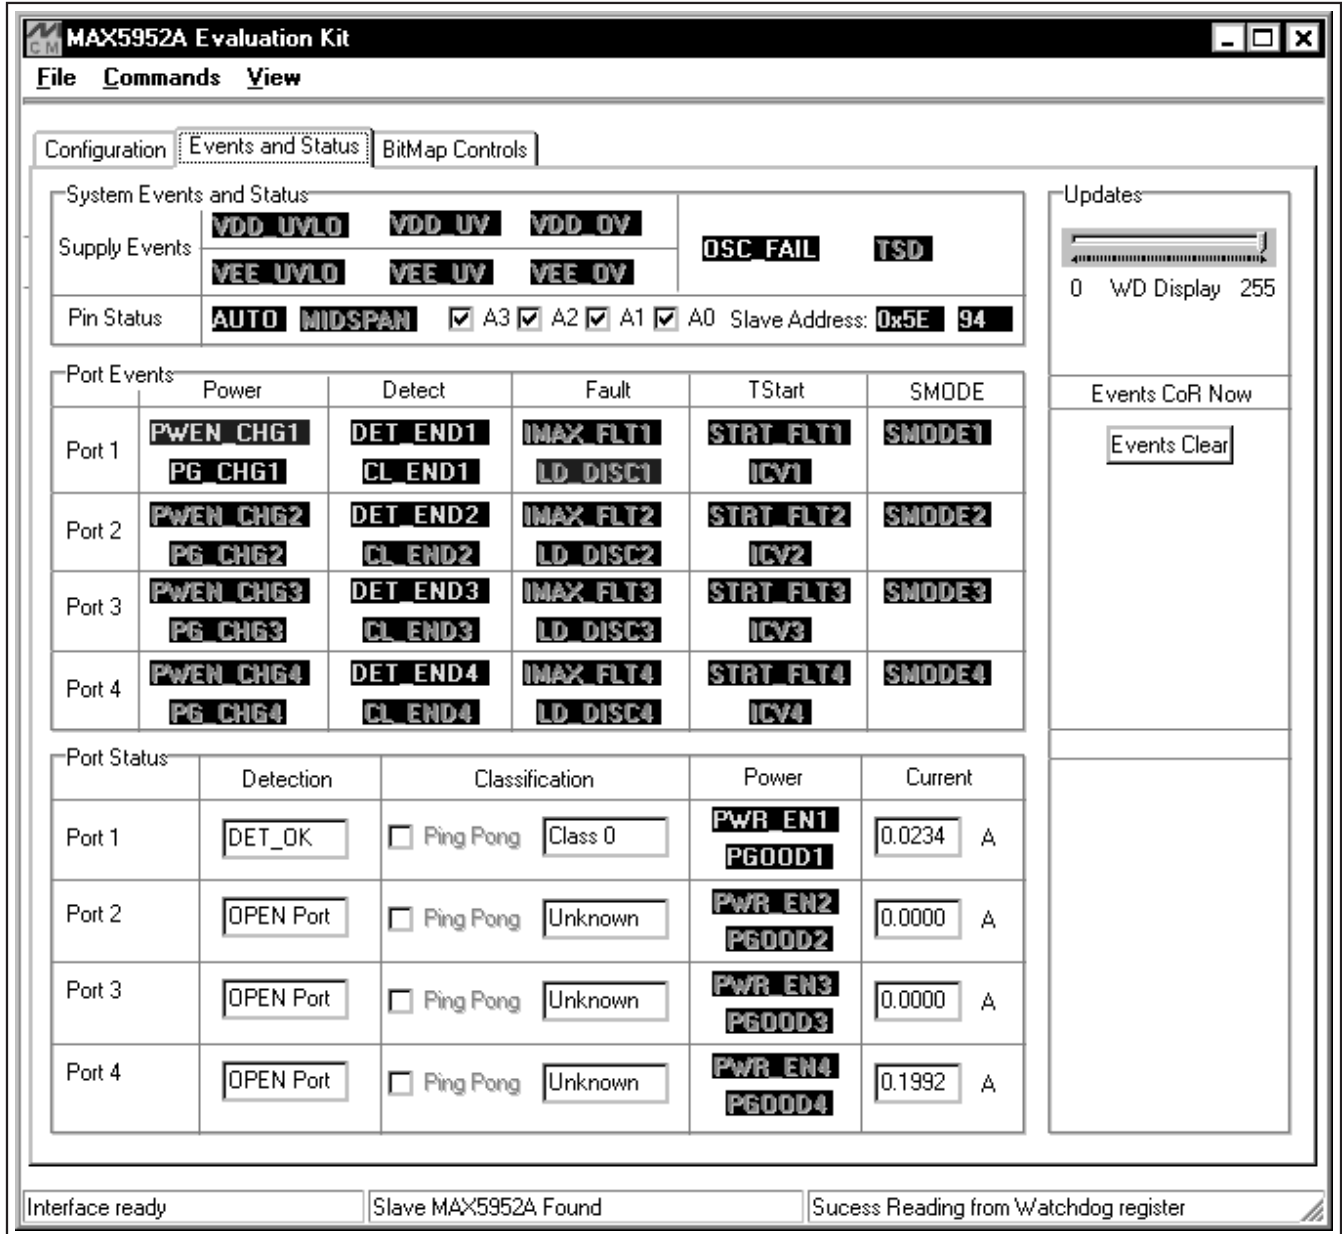 MAX5952A Evaluation Kit
File Commands View
Configuration Events and Status BitMap Controls
System Events and Status
Updates
Supply Events
VDD_UVLO VDD_UV VDD_OV
OSC_FAIL TSD
VEE_UVLO VEE_UV VEE_OV
0 WD Display 255
Pin Status AUTO MIDSPAN A3 A2 A1 A0 Slave Address: 0x5E 94
Port Events
Power Detect Fault TStart SMODE
Events CoR Now
Port 1
PWEN_CHG1 DET_END1 IMAX_FLT1 STRT_FLT1 SMODE1
Events Clear
PG_CHG1 CL_END1 LD_DISC1 ICV1
Port 2
PWEN_CHG2 DET_END2 IMAX_FLT2 STRT_FLT2 SMODE2
PG_CHG2 CL_END2 LD_DISC2 ICV2
Port 3
PWEN_CHG3 DET_END3 IMAX_FLT3 STRT_FLT3 SMODE3
PG_CHG3 CL_END3 LD_DISC3 ICV3
Port 4
PWEN_CHG4 DET_END4 IMAX_FLT4 STRT_FLT4 SMODE4
PG_CHG4 CL_END4 LD_DISC4 ICV4
Port Status
Detection Classification Power Current
Port 1 DET_OK Ping Pong Class 0 PWR_EN1 0.0234 A
PGOOD1
Port 2 OPEN Port Ping Pong Unknown PWR_EN2 0.0000 A
PGOOD2
Port 3 OPEN Port Ping Pong Unknown PWR_EN3 0.0000 A
PGOOD3
Port 4 OPEN Port Ping Pong Unknown PWR_EN4 0.1992 A
PGOOD4
Interface ready Slave MAX5952A Found Sucess Reading from Watchdog register